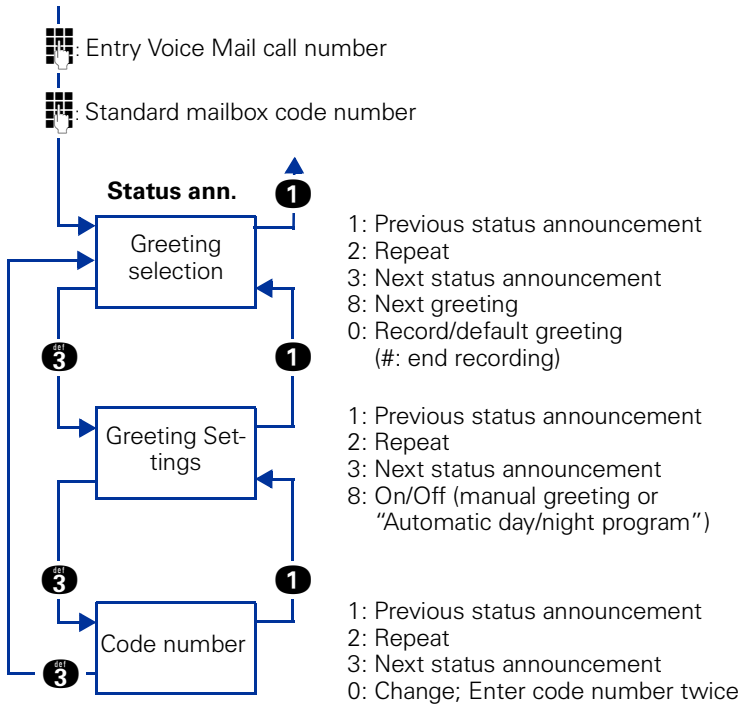 : Entry Voice Mail call number
: Standard mailbox code number
Status ann.
1
Greeting
selection
1: Previous status announcement
2: Repeat
3: Next status announcement
8: Next greeting
0: Record/default greeting
(#: end recording)
def
3
1
Greeting Set-
tings
1: Previous status announcement
2: Repeat
3: Next status announcement
8: On/Off (manual greeting or
“Automatic day/night program”)
def
3
1
Code number
1: Previous status announcement
2: Repeat
3: Next status announcement
0: Change; Enter code number twice
def
3